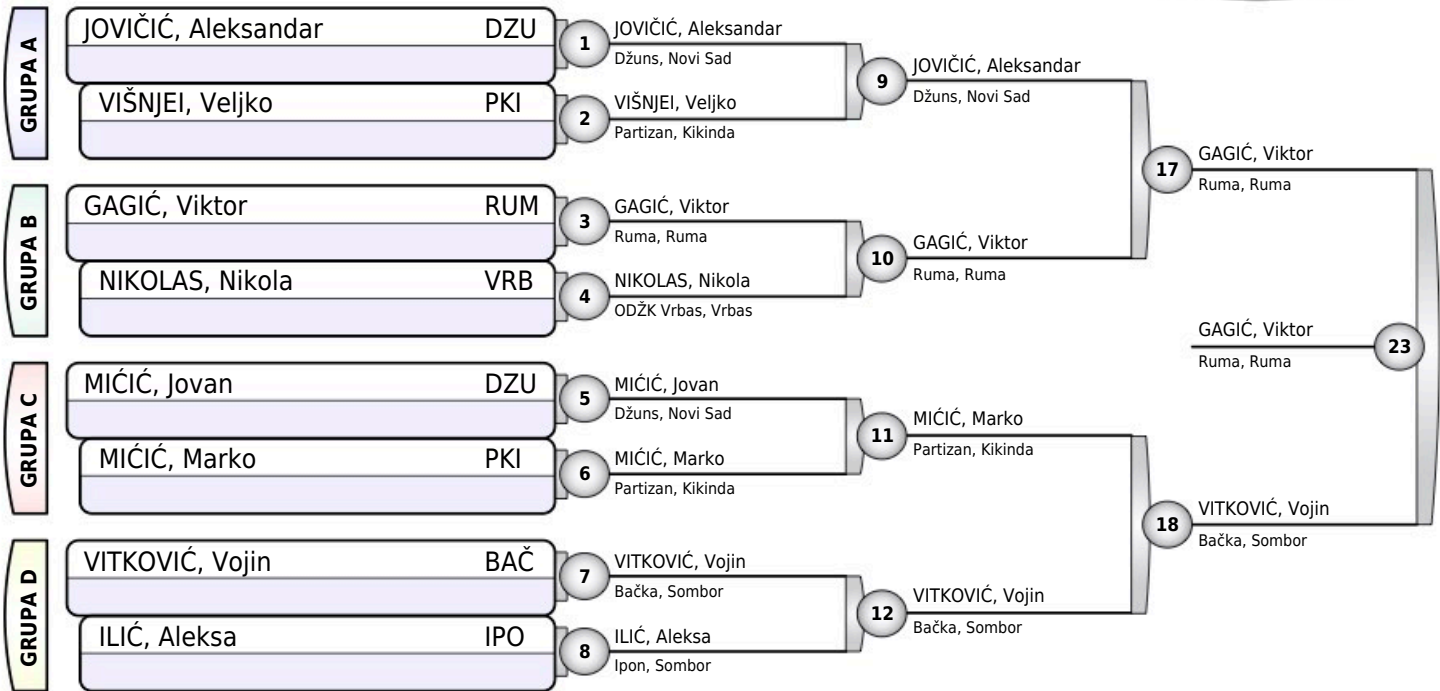 GRUPA A
JOVIČIĆ, Aleksandar DZU
VIŠNJEI, Veljko PKI
1
JOVIČIĆ, Aleksandar
Džuns, Novi Sad
2
VIŠNJEI, Veljko
Partizan, Kikinda
9
JOVIČIĆ, Aleksandar
Džuns, Novi Sad
GRUPA B
GAGIĆ, Viktor RUM
NIKOLAS, Nikola VRB
3
GAGIĆ, Viktor
Ruma, Ruma
4
NIKOLAS, Nikola
ODŽK Vrbas, Vrbas
10
GAGIĆ, Viktor
Ruma, Ruma
17
GAGIĆ, Viktor
Ruma, Ruma
GRUPA C
MIĆIĆ, Jovan DZU
MIĆIĆ, Marko PKI
5
MIĆIĆ, Jovan
Džuns, Novi Sad
6
MIĆIĆ, Marko
Partizan, Kikinda
11
MIĆIĆ, Marko
Partizan, Kikinda
GRUPA D
VITKOVIĆ, Vojin BAČ
ILIĆ, Aleksa IPO
7
VITKOVIĆ, Vojin
Bačka, Sombor
8
ILIĆ, Aleksa
Ipon, Sombor
12
VITKOVIĆ, Vojin
Bačka, Sombor
18
VITKOVIĆ, Vojin
Bačka, Sombor
GAGIĆ, Viktor
Ruma, Ruma
23